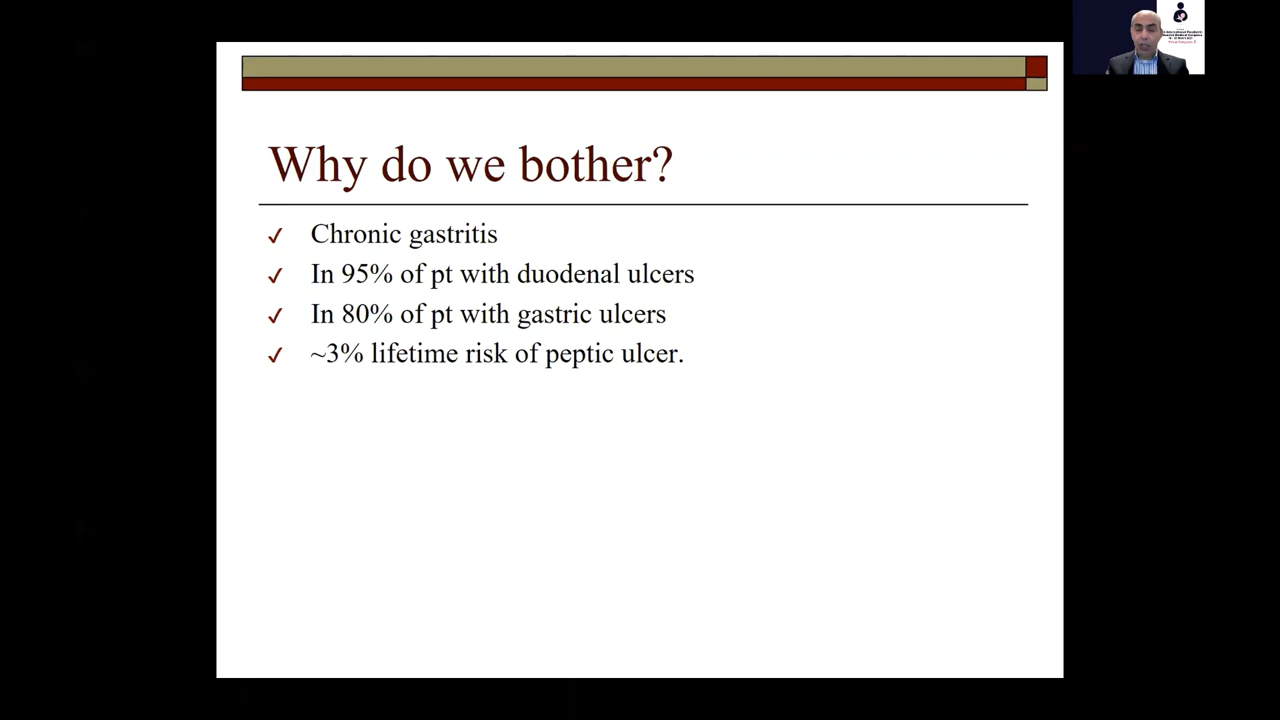 Why do we bother?
✓ Chronic gastritis
✓ In 95% of pt with duodenal ulcers
✓ In 80% of pt with gastric ulcers
✓ ~3% lifetime risk of peptic ulcer.